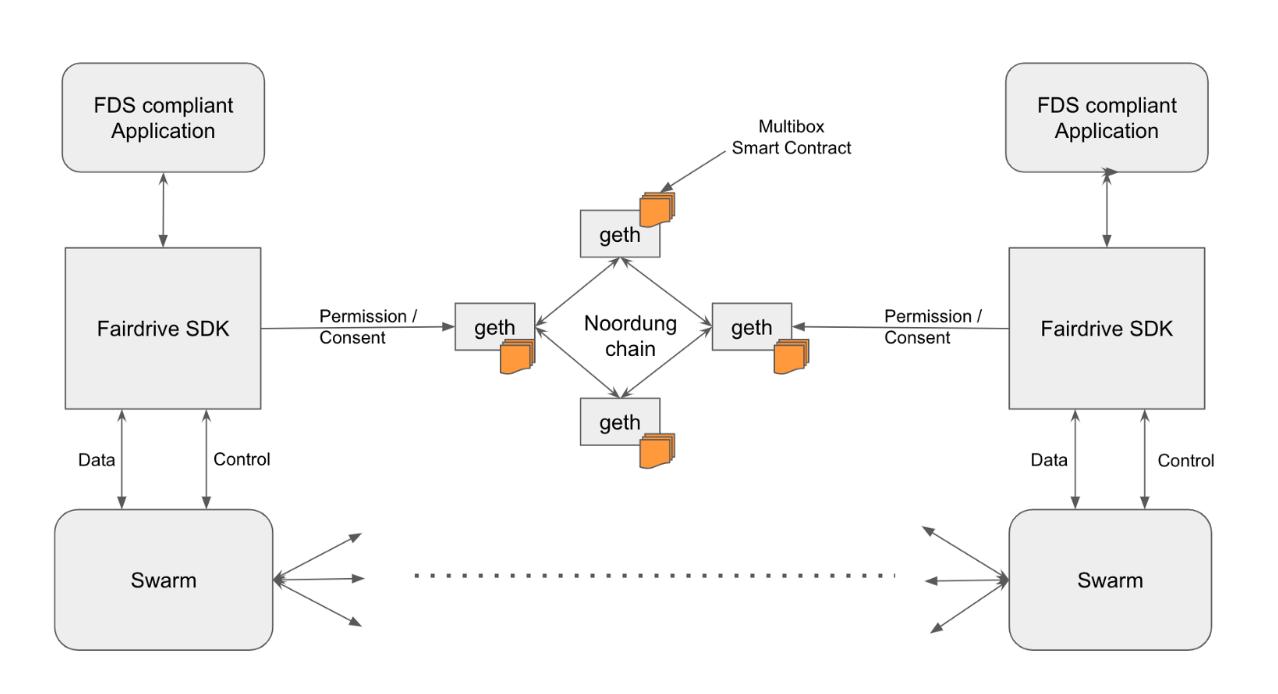 FDS compliant
Application
FDS compliant
Application
Multibox
Smart Contract
geth
Fairdrive SDK
Permission /
Consent
geth
Noordung
chain
geth
Permission /
Consent
Fairdrive SDK
geth
Data
Control
Data
Control
Swarm
Swarm